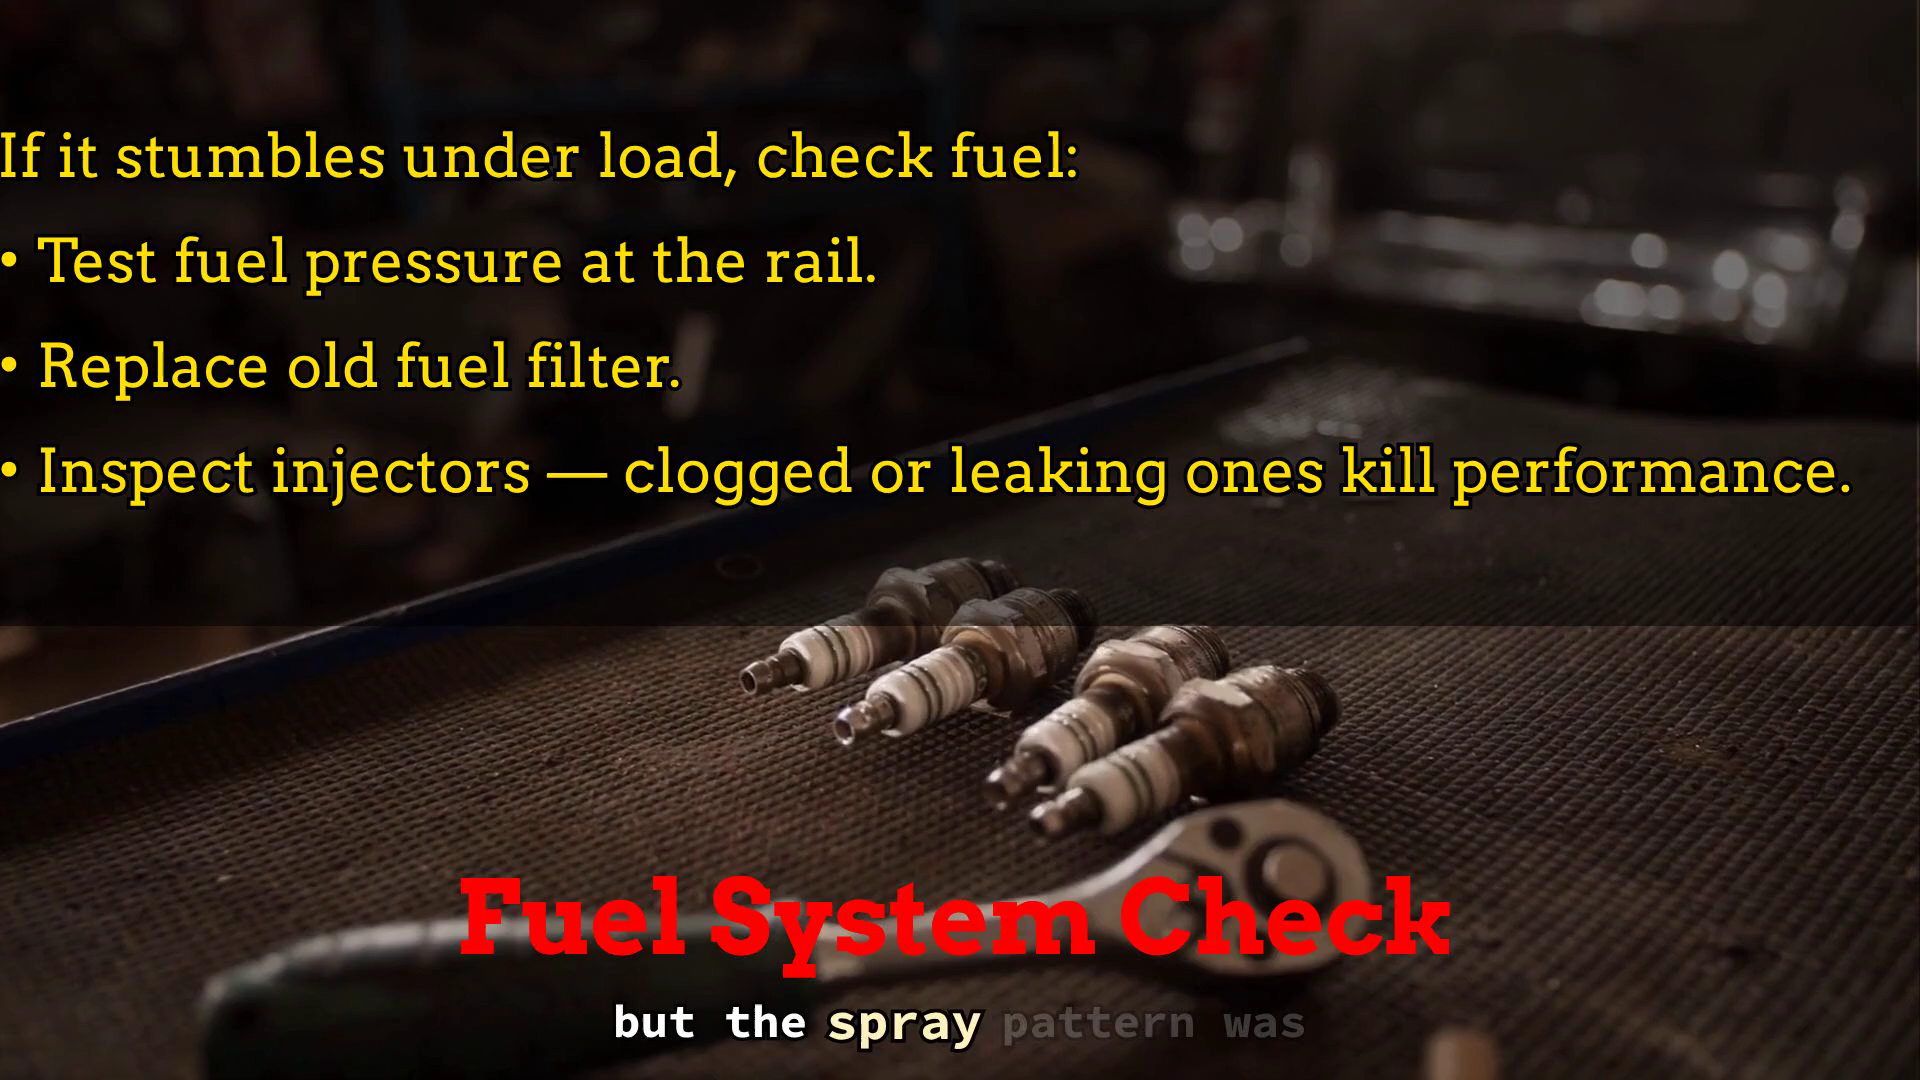 If it stumbles under load, check fuel:
• Test fuel pressure at the rail.
• Replace old fuel filter.
• Inspect injectors — clogged or leaking ones kill performance.
Fuel System Check
but the spray pattern was